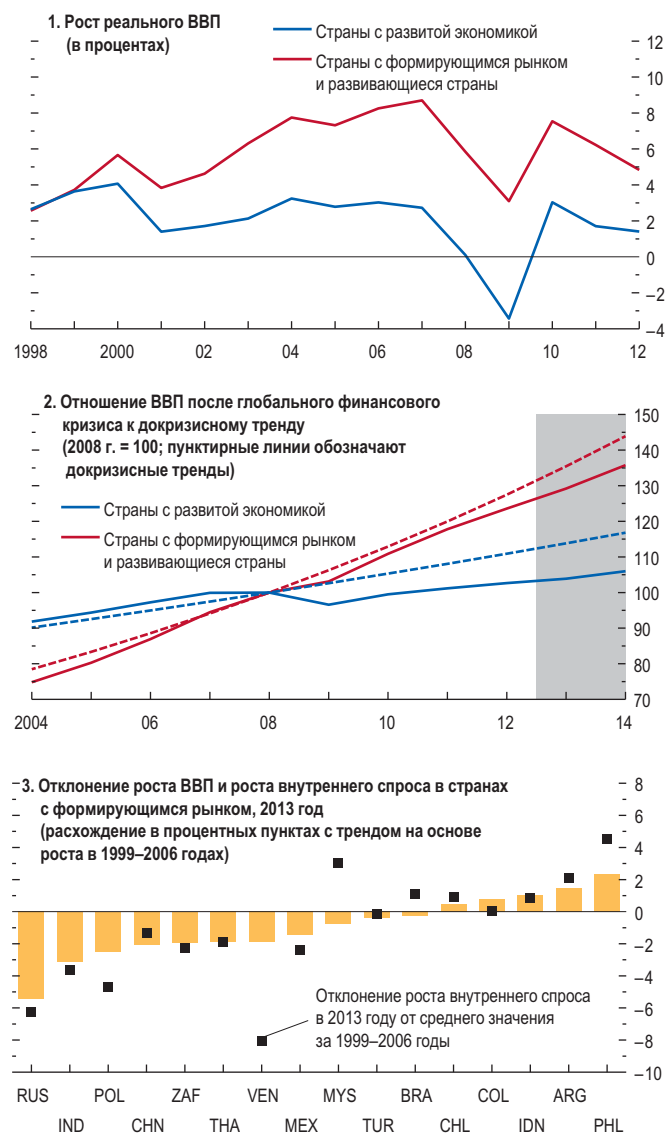 1. Рост реального ВВП
(в процентах)
Страны с развитой экономикой
Страны с формирующимся рынком
и развивающиеся страны
12
10
8
6
4
2
0
–2
–4
1998
2000
02
04
06
08
10
12
2. Отношение ВВП после глобального финансового
кризиса к докризисному тренду
(2008 г. = 100; пунктирные линии обозначают
докризисные тренды)
Страны с развитой экономикой
Страны с формирующимся рынком
и развивающиеся страны
150
140
130
120
110
100
90
80
70
2004
06
08
10
12
14
3. Отклонение роста ВВП и роста внутреннего спроса в странах
с формирующимся рынком, 2013 год
(расхождение в процентных пунктах с трендом на основе
роста в 1999–2006 годах)
8
6
4
2
0
–2
–4
–6
–8
–10
Отклонение роста внутреннего спроса
в 2013 году от среднего значения
за 1999–2006 годы
RUS POL ZAF VEN MYS BRA COL ARG
IND CHN THA MEX TUR CHL IDN PHL